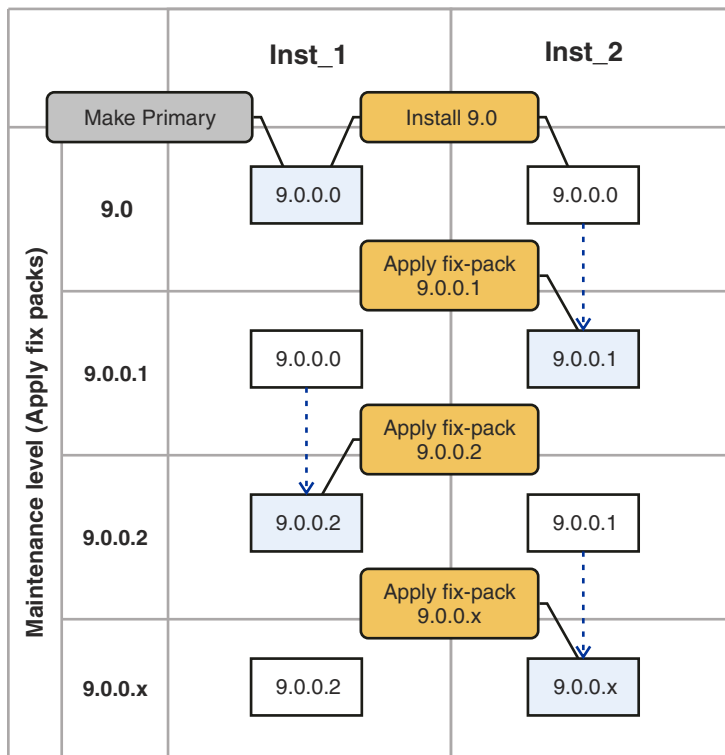 Inst_1
Inst_2
Make Primary
Install 9.0
9.0
9.0.0.0
9.0.0.0
Apply fix-pack
9.0.0.1
Maintenance level (Apply fix packs)
9.0.0.1
9.0.0.0
9.0.0.1
Apply fix-pack
9.0.0.2
9.0.0.2
9.0.0.2
9.0.0.1
Apply fix-pack
9.0.0.x
9.0.0.x
9.0.0.2
9.0.0.x